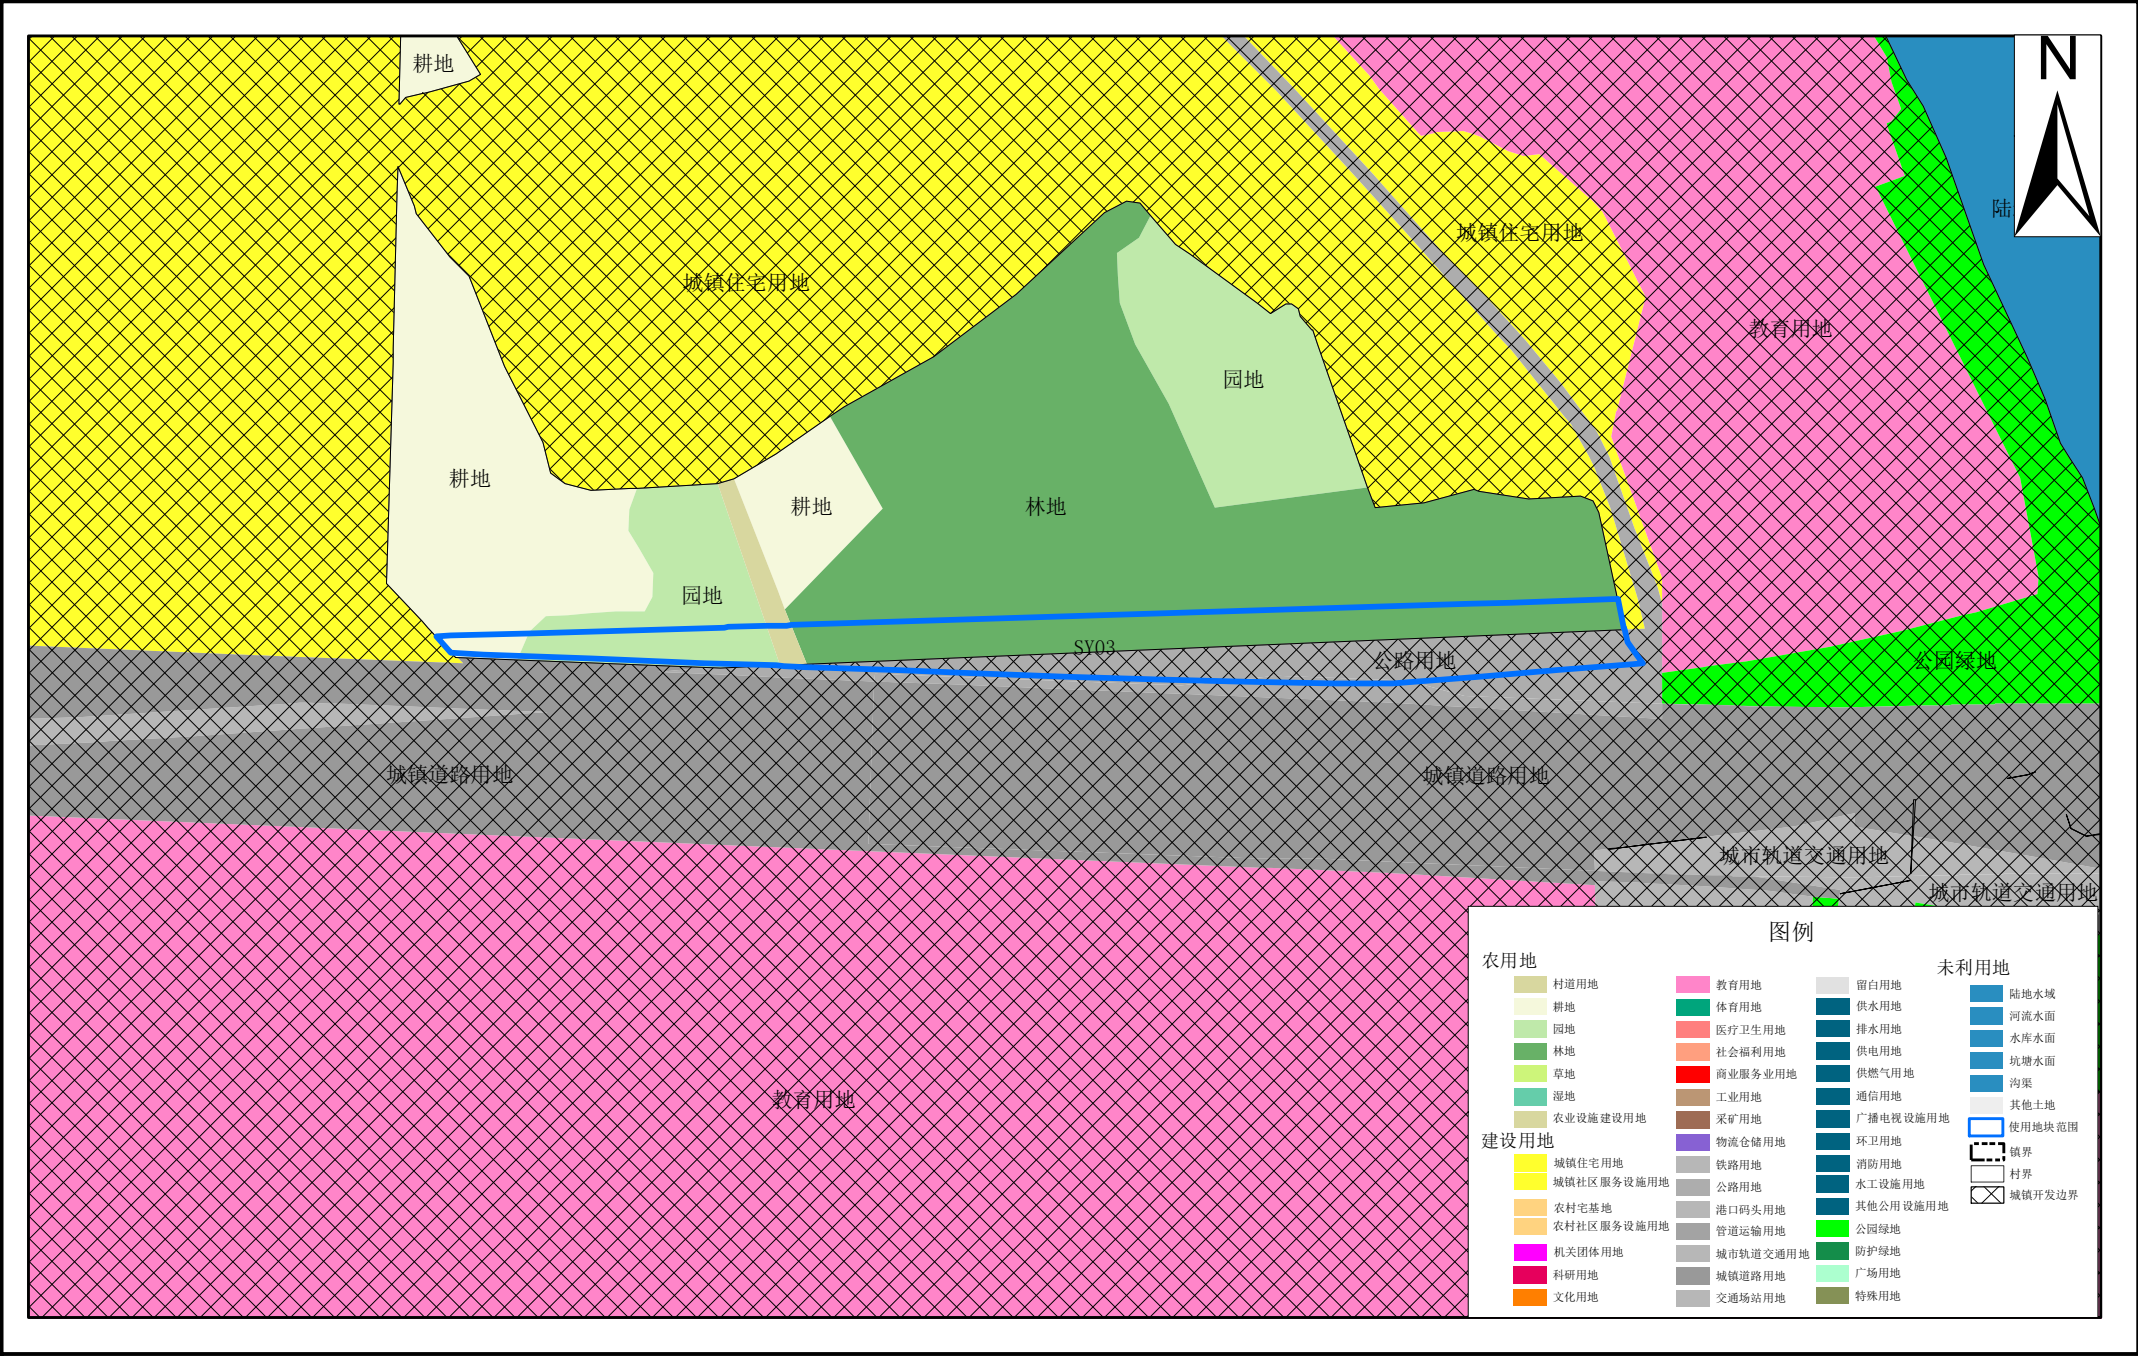 耕地
N
陆
城镇住宅用地
城镇住宅用地
教育用地
园地
耕地
耕地
林地
园地
SY03
公路用地
公园绿地
城镇道路用地
城镇道路用地
城市轨道交通用地
城市轨道交通用地
教育用地
图例
农用地
村道用地
耕地
园地
林地
草地
湿地
农业设施建设用地
建设用地
城镇住宅用地
城镇社区服务设施用地
农村宅基地
农村社区服务设施用地
机关团体用地
科研用地
文化用地
教育用地
体育用地
医疗卫生用地
社会福利用地
商业服务业用地
工业用地
采矿用地
物流仓储用地
铁路用地
公路用地
港口码头用地
管道运输用地
城市轨道交通用地
城镇道路用地
交通场站用地
留白用地
供水用地
排水用地
供电用地
供燃气用地
通信用地
广播电视设施用地
环卫用地
消防用地
水工设施用地
其他公用设施用地
公园绿地
防护绿地
广场用地
特殊用地
未利用地
陆地水域
河流水面
水库水面
坑塘水面
沟渠
其他土地
使用地块范围
镇界
村界
城镇开发边界